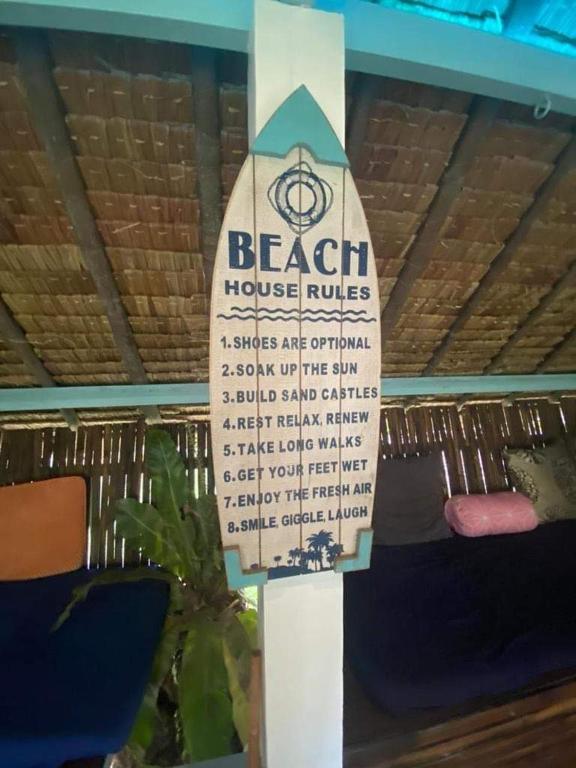 BEACH
HOUSE RULES
1.SHOES ARE OPTIONAL
2.SOAK UP THE SUN
3.BUILD SAND CASTLES
4.REST RELAX, RENEW
5.TAKE LONG WALKS
6.GET YOUR FEET WET
7.ENJOY THE FRESH AIR
8.SMILE, GIGGLE, LAUGH